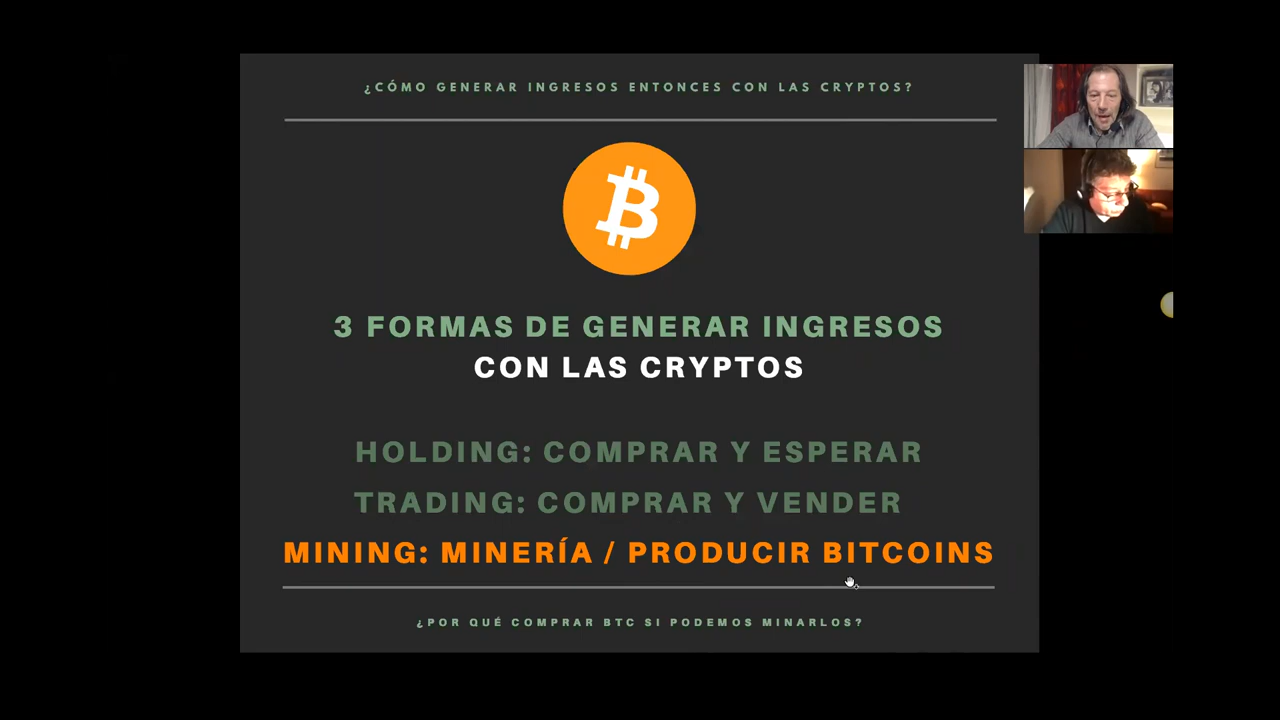 ¿CÓMO GENERAR INGRESOS ENTONCES CON LAS CRYPTOS?
3 FORMAS DE GENERAR INGRESOS
CON LAS CRYPTOS
HOLDING: COMPRAR Y ESPERAR
TRADING: COMPRAR Y VENDER
MINING: MINERÍA / PRODUCIR BITCOINS
¿POR QUÉ COMPRAR BTC SI PODEMOS MINARLOS?